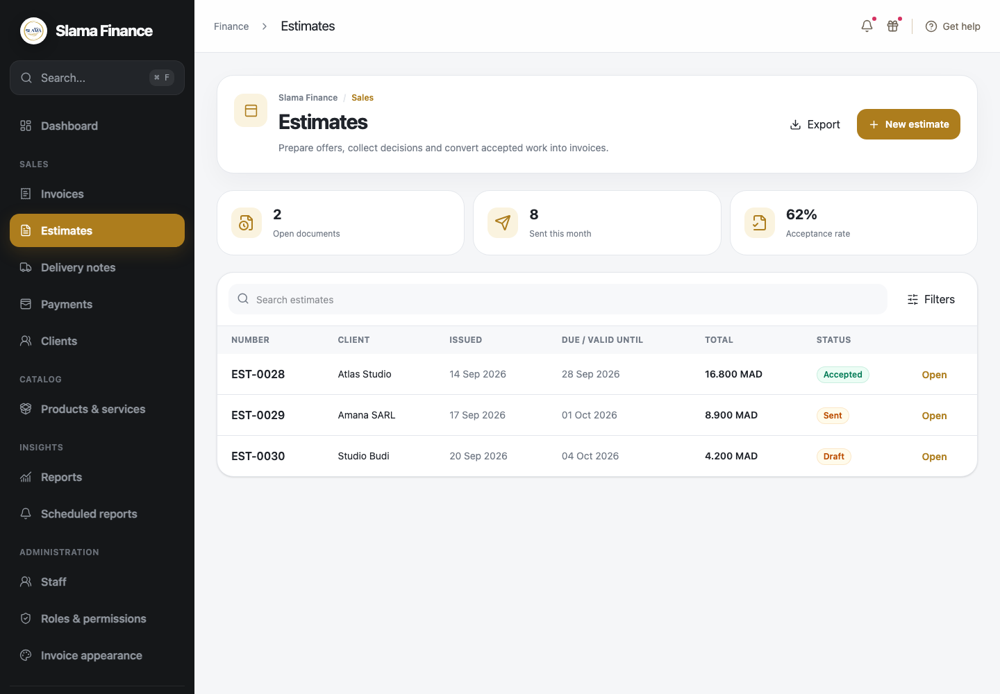 SLAMA
Slama Finance
Search...
⌘ F
Dashboard
SALES
Invoices
Estimates
Delivery notes
Payments
Clients
CATALOG
Products & services
INSIGHTS
Reports
Scheduled reports
ADMINISTRATION
Staff
Roles & permissions
Invoice appearance
Finance > Estimates
Get help
Slama Finance / Sales
Estimates
Prepare offers, collect decisions and convert accepted work into invoices.
Export
+ New estimate
2
Open documents
8
Sent this month
62%
Acceptance rate
Search estimates
Filters
NUMBER CLIENT ISSUED DUE / VALID UNTIL TOTAL STATUS
EST-0028 Atlas Studio 14 Sep 2026 28 Sep 2026 16.800 MAD Accepted Open
EST-0029 Amana SARL 17 Sep 2026 01 Oct 2026 8.900 MAD Sent Open
EST-0030 Studio Budi 20 Sep 2026 04 Oct 2026 4.200 MAD Draft Open